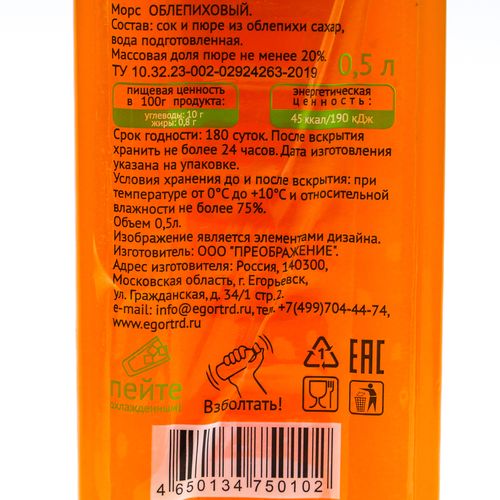 Морс ОБЛЕПИХОВЫЙ.
Состав: сок и пюре из облепихи сахар,
вода подготовленная.
Массовая доля пюре не менее 20%.
ТУ 10.32.23-002-02924263-2019
0,5 л
пищевая ценность
в 100г продукта:
углеводы: 10 г
жиры: 0,8 г
энергетическая
ценность:
45 ккал/190 кДж
Срок годности: 180 суток. После вскрытия
хранить не более 24 часов. Дата изготовления
указана на упаковке.
Условия хранения до и после вскрытия: при
температуре от 0°С до +10°С и относительной
влажности не более 75%.
Объем 0,5л.
Изображение является элементами дизайна.
Изготовитель: ООО "ПРЕОБРАЖЕНИЕ".
Адрес изготовителя: Россия, 140300,
Московская область, г. Егорьевск,
ул. Гражданская, д. 34/1 стр.2.
e-mail: info@egortrd.ru, тел. +7(499)704-44-74,
www.egortrd.ru
пейте
охлажденным!
Взболтать!
1
EAC
4 650134 750102